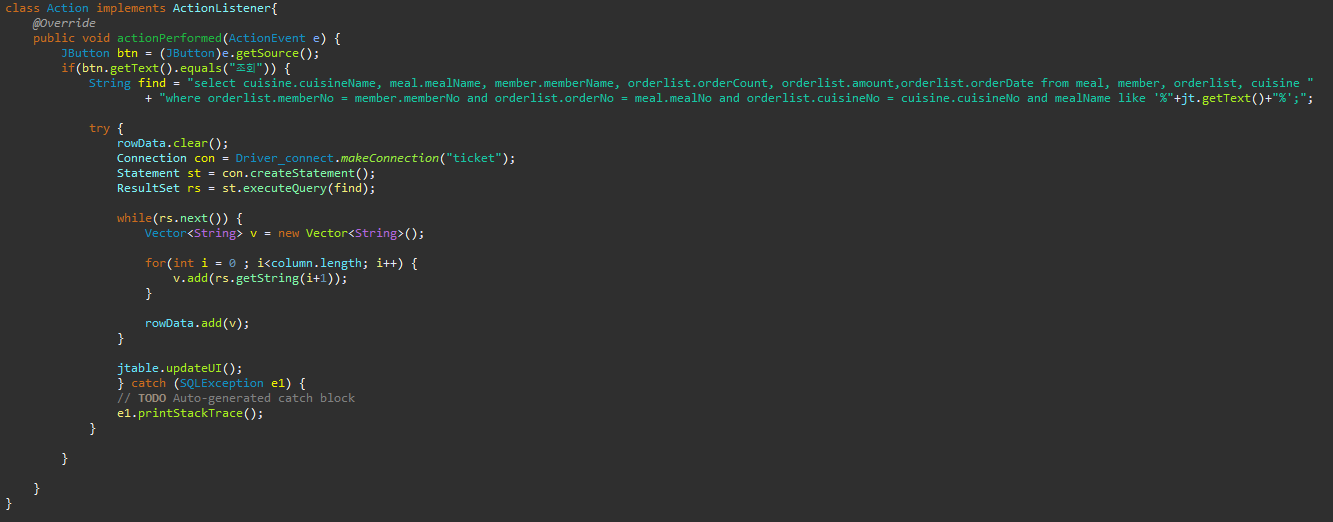 class Action implements ActionListener{
@Override
public void actionPerformed(ActionEvent e) {
JButton btn = (JButton)e.getSource();
if(btn.getText().equals("조회")) {
String find = "select cuisine.cuisineName, meal.mealName, member.memberName, orderlist.orderCount, orderlist.amount,orderlist.orderDate from meal, member, orderlist, cuisine "
+ "where orderlist.memberNo = member.memberNo and orderlist.orderNo = meal.mealNo and orderlist.cuisineNo = cuisine.cuisineNo and mealName like '%"+jt.getText()+"%';";
try {
rowData.clear();
Connection con = Driver_connect.makeConnection("ticket");
Statement st = con.createStatement();
ResultSet rs = st.executeQuery(find);
while(rs.next()) {
Vector<String> v = new Vector<String>();
for(int i = 0 ; i<column.length; i++) {
v.add(rs.getString(i+1));
}
rowData.add(v);
}
jtable.updateUI();
} catch (SQLException e1) {
// TODO Auto-generated catch block
e1.printStackTrace();
}
}
}
}